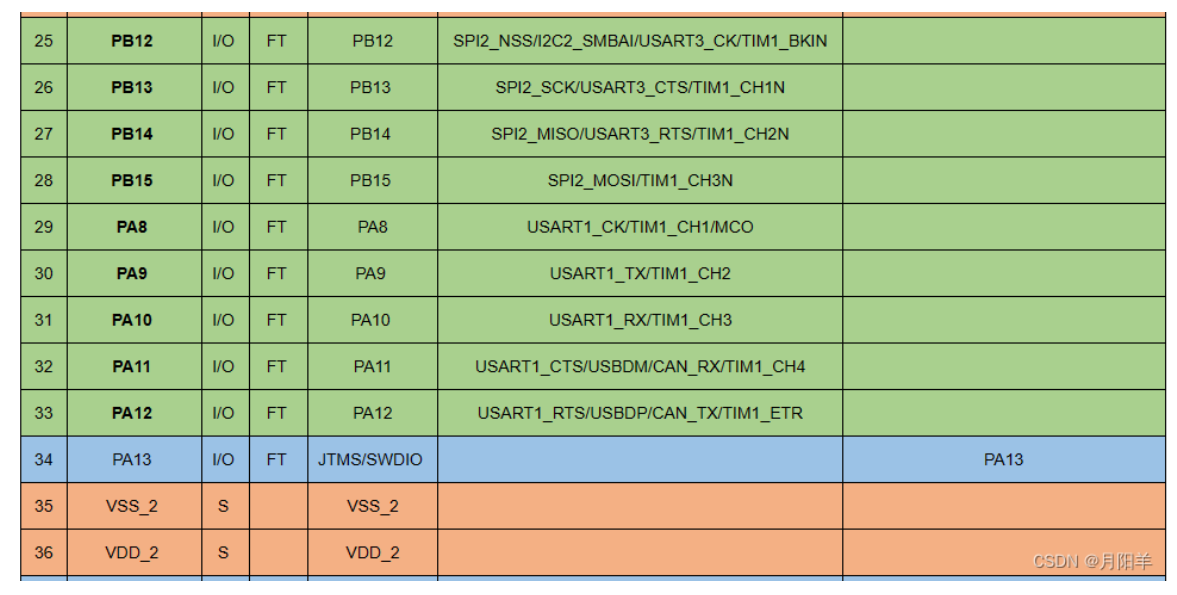 25 PB12 I/O FT PB12 SPI2_NSS/I2C2_SMBAI/USART3_CK/TIM1_BKIN
26 PB13 I/O FT PB13 SPI2_SCK/USART3_CTS/TIM1_CH1N
27 PB14 I/O FT PB14 SPI2_MISO/USART3_RTS/TIM1_CH2N
28 PB15 I/O FT PB15 SPI2_MOSI/TIM1_CH3N
29 PA8 I/O FT PA8 USART1_CK/TIM1_CH1/MCO
30 PA9 I/O FT PA9 USART1_TX/TIM1_CH2
31 PA10 I/O FT PA10 USART1_RX/TIM1_CH3
32 PA11 I/O FT PA11 USART1_CTS/USBDM/CAN_RX/TIM1_CH4
33 PA12 I/O FT PA12 USART1_RTS/USBDP/CAN_TX/TIM1_ETR
34 PA13 I/O FT JTMS/SWDIO PA13
35 VSS_2 S VSS_2
36 VDD_2 S VDD_2
CSDN @月阳羊